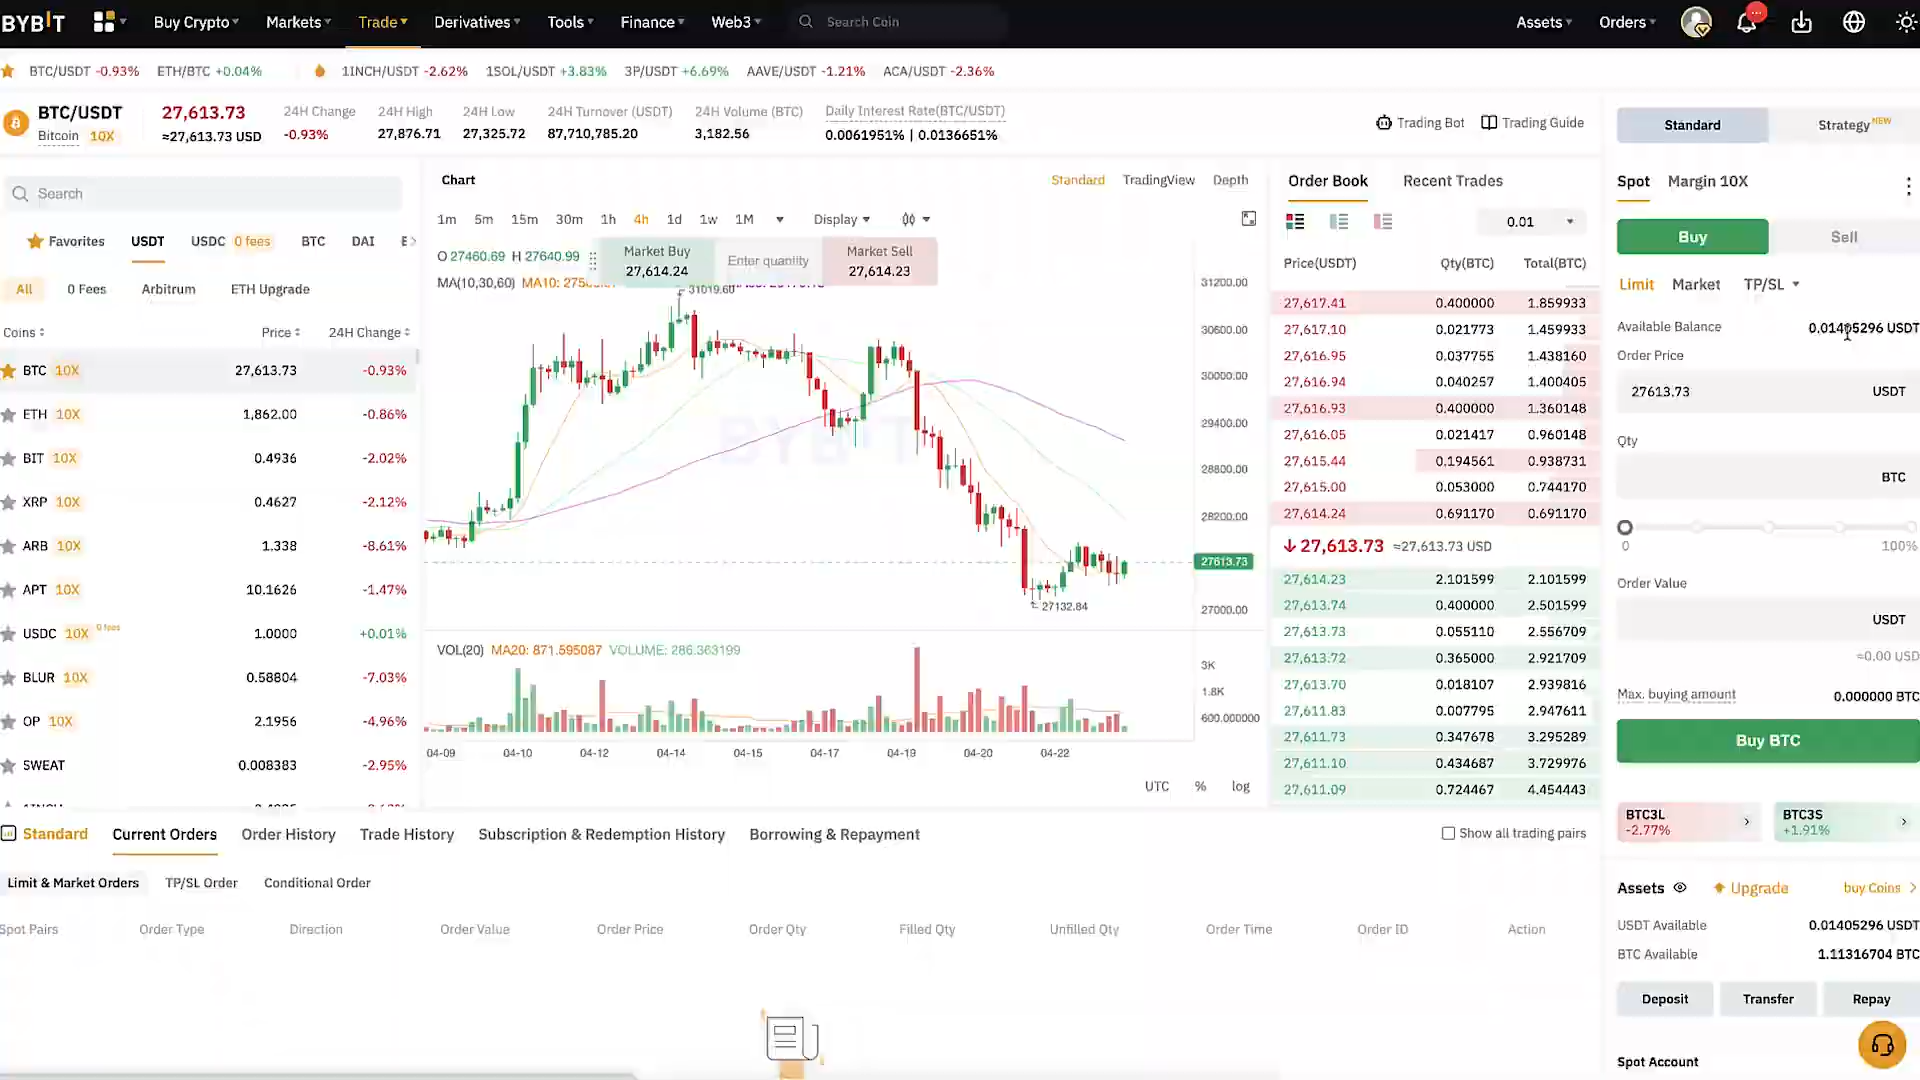 BYBIT
Buy Crypto Markets Trade Derivatives Tools Finance Web3 Search Coin Assets Orders
BTC/USDT -0.93% ETH/BTC +0.04% 1INCH/USDT -2.62% 1SOL/USDT +3.83% 3P/USDT +6.69% AAVE/USDT -1.21% ACA/USDT -2.36%
BTC/USDT 27,613.73 24H Change 24H High 24H Low 24H Turnover (USDT) 24H Volume (BTC) Daily Interest Rate(BTC/USDT)
Bitcoin 10X ≈27,613.73 USD -0.93% 27,876.71 27,325.72 87,710,785.20 3,182.56 0.0061951% | 0.0136651%
Trading Bot Trading Guide
Standard Strategy NEW
Search
Favorites USDT USDC 0 fees BTC DAI
All 0 Fees Arbitrum ETH Upgrade
Coins Price 24H Change
BTC 10X 27,613.73 -0.93%
ETH 10X 1,862.00 -0.86%
BIT 10X 0.4936 -2.02%
XRP 10X 0.4627 -2.12%
ARB 10X 1.338 -8.61%
APT 10X 10.1626 -1.47%
USDC 10X 0 fees 1.0000 +0.01%
BLUR 10X 0.58804 -7.03%
OP 10X 2.1956 -4.96%
SWEAT 0.008383 -2.95%
Chart Standard TradingView Depth
1m 5m 15m 30m 1h 4h 1d 1w 1M Display
O 27460.69 H 27640.99
Market Buy
27,614.24
Enter quantity
Market Sell
27,614.23
MA(10,30,60) MA10:
31019.60
BYBIT
31200.00
30600.00
30000.00
29400.00
28800.00
28200.00
27613.73
27000.00
27132.84
VOL(20) MA20: 871.595087 VOLUME: 286.363199
3K
1.8K
600.000000
04-09 04-10 04-12 04-14 04-15 04-17 04-19 04-20 04-22
UTC % log
Order Book Recent Trades
0.01
Price(USDT) Qty(BTC) Total(BTC)
27,617.41 0.400000 1.859933
27,617.10 0.021773 1.459933
27,616.95 0.037755 1.438160
27,616.94 0.040257 1.400405
27,616.93 0.400000 1.360148
27,616.05 0.021417 0.960148
27,615.44 0.194561 0.938731
27,615.00 0.053000 0.744170
27,614.24 0.691170 0.691170
27,613.73 ≈27,613.73 USD
27,614.23 2.101599 2.101599
27,613.74 0.400000 2.501599
27,613.73 0.055110 2.556709
27,613.72 0.365000 2.921709
27,613.70 0.018107 2.939816
27,611.83 0.007795 2.947611
27,611.73 0.347678 3.295289
27,611.10 0.434687 3.729976
27,611.09 0.724467 4.454443
Spot Margin 10X
Buy Sell
Limit Market TP/SL
Available Balance 0.01405296 USDT
Order Price
27613.73 USDT
Qty
BTC
0 100%
Order Value
USDT
≈0.00 USD
Max. buying amount 0.000000 BTC
Buy BTC
BTC3L
-2.77%
BTC3S
+1.91%
Standard Current Orders Order History Trade History Subscription & Redemption History Borrowing & Repayment Show all trading pairs
Limit & Market Orders TP/SL Order Conditional Order
Spot Pairs Order Type Direction Order Value Order Price Order Qty Filled Qty Unfilled Qty Order Time Order ID Action
Assets Upgrade buy Coins
USDT Available 0.01405296 USDT
BTC Available 1.11316704 BTC
Deposit Transfer Repay
Spot Account